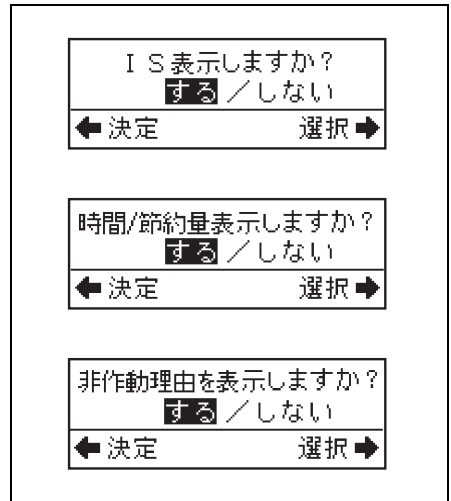 ＩＳ表示しますか？
する／しない
←決定 選択→
時間/節約量表示しますか？
する／しない
←決定 選択→
非作動理由を表示しますか？
する／しない
←決定 選択→